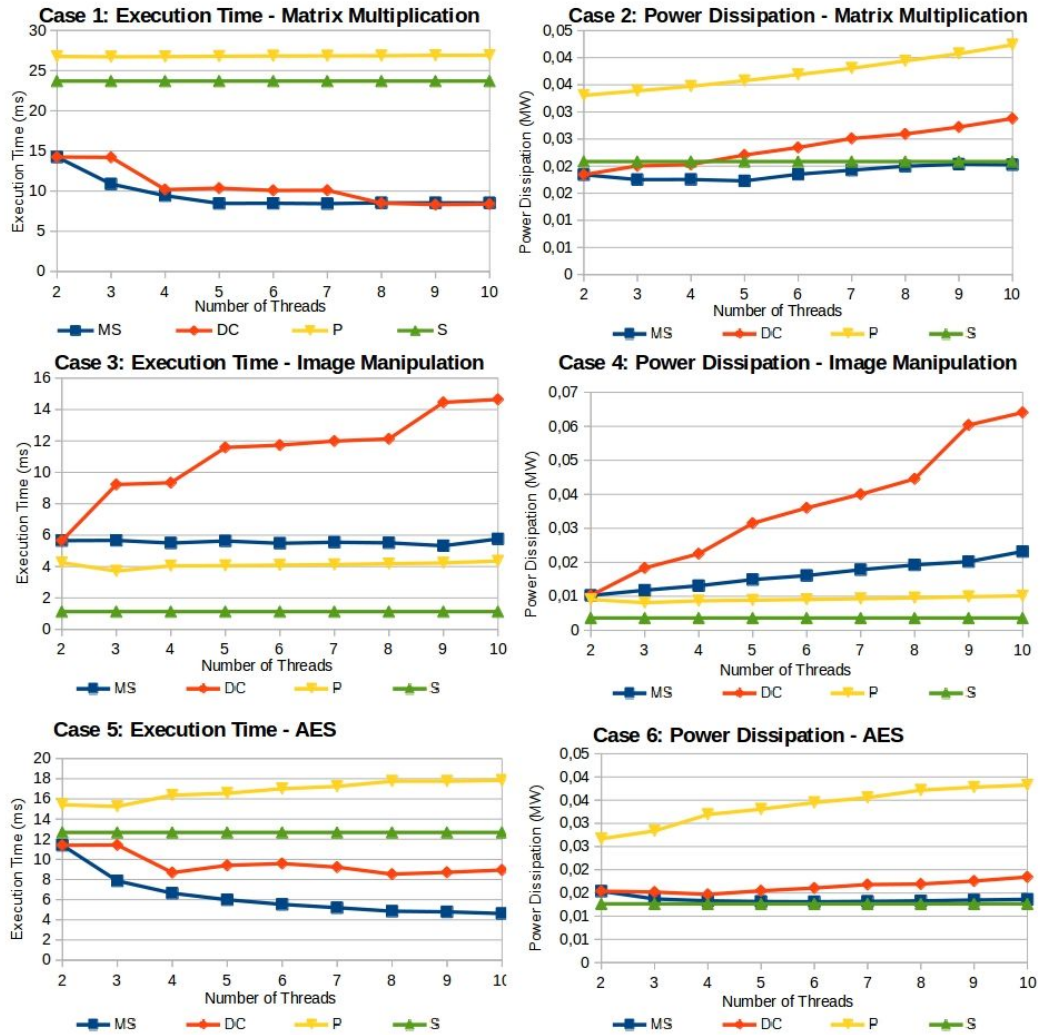 Case 1: Execution Time - Matrix Multiplication
Execution Time (ms)
30
25
20
15
10
5
0
2 3 4 5 6 7 8 9 10
Number of Threads
MS DC P S
Case 2: Power Dissipation - Matrix Multiplication
Power Dissipation (MW)
0,05
0,04
0,04
0,03
0,03
0,02
0,02
0,01
0,01
0
2 3 4 5 6 7 8 9 10
Number of Threads
MS DC P S
Case 3: Execution Time - Image Manipulation
Execution Time (ms)
16
14
12
10
8
6
4
2
0
2 3 4 5 6 7 8 9 10
Number of Threads
MS DC P S
Case 4: Power Dissipation - Image Manipulation
Power Dissipation (MW)
0,07
0,06
0,05
0,04
0,03
0,02
0,01
0
2 3 4 5 6 7 8 9 10
Number of Threads
MS DC P S
Case 5: Execution Time - AES
Execution Time (ms)
20
18
16
14
12
10
8
6
4
2
0
2 3 4 5 6 7 8 9 10
Number of Threads
MS DC P S
Case 6: Power Dissipation - AES
Power Dissipation (MW)
0,05
0,04
0,04
0,03
0,03
0,02
0,02
0,01
0,01
0
2 3 4 5 6 7 8 9 10
Number of Threads
MS DC P S